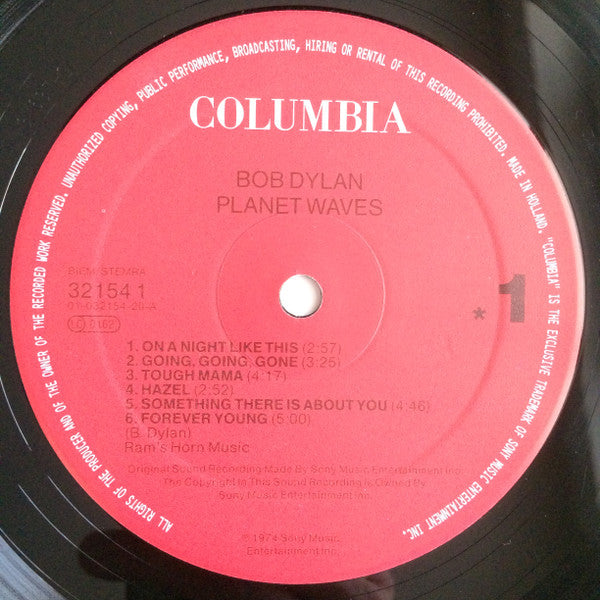 ALL RIGHTS OF THE PRODUCER AND OF THE OWNER OF THE RECORDED WORK RESERVED. UNAUTHORIZED COPYING, PUBLIC PERFORMANCE, BROADCASTING, HIRING OR RENTAL OF THIS RECORDING PROHIBITED. MADE IN HOLLAND. "COLUMBIA" IS THE EXCLUSIVE TRADEMARK OF SONY MUSIC ENTERTAINMENT INC.
COLUMBIA
BOB DYLAN
PLANET WAVES
BIEM/STEMRA
32154 1
01-032154-20-A
LC 0162
* 1
1. ON A NIGHT LIKE THIS (2:57)
2. GOING, GOING, GONE (3:25)
3. TOUGH MAMA (4:17)
4. HAZEL (2:52)
5. SOMETHING THERE IS ABOUT YOU (4:46)
6. FOREVER YOUNG (5:00)
(B. Dylan)
Ram's Horn Music
Original Sound Recording Made By Sony Music Entertainment Inc.
The Copyright In This Sound Recording Is Owned By
Sony Music Entertainment Inc.
℗ 1974 Sony Music
Entertainment Inc.